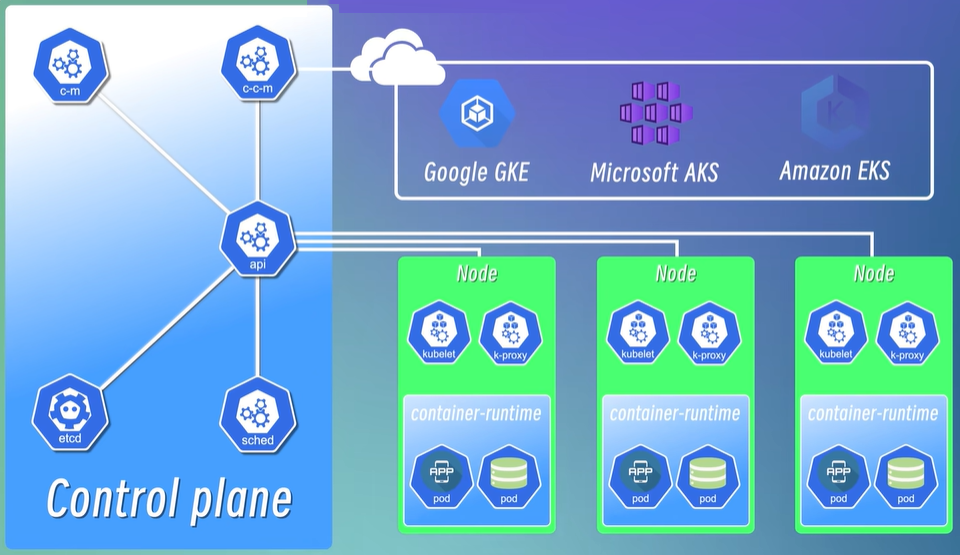 c-m
c-c-m
Google GKE
Microsoft AKS
K
Amazon EKS
api
Node
Node
Node
kubelet
k-proxy
kubelet
k-proxy
kubelet
k-proxy
container-runtime
container-runtime
container-runtime
etcd
sched
APP
pod
pod
APP
pod
pod
APP
pod
pod
Control plane